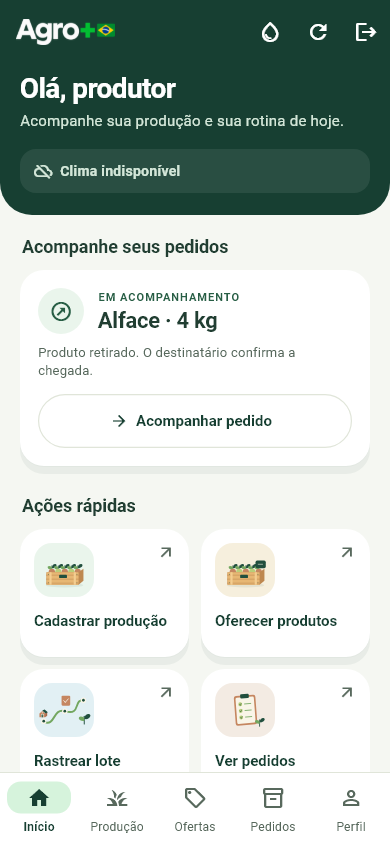 Agro+
Olá, produtor
Acompanhe sua produção e sua rotina de hoje.
Clima indisponível
Acompanhe seus pedidos
EM ACOMPANHAMENTO
Alface · 4 kg
Produto retirado. O destinatário confirma a
chegada.
Acompanhar pedido
Ações rápidas
Cadastrar produção
Oferecer produtos
Rastrear lote
Ver pedidos
Início
Produção
Ofertas
Pedidos
Perfil